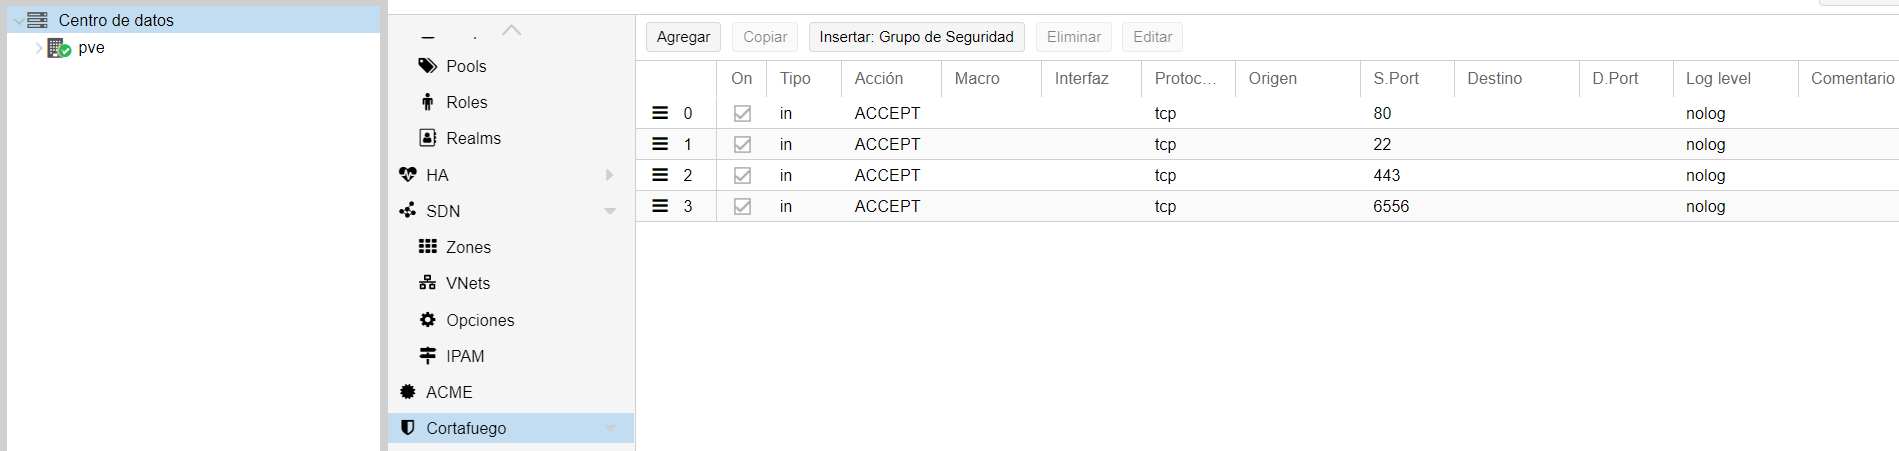 Centro de datos
pve
Pools
Roles
Realms
HA
SDN
Zones
VNets
Opciones
IPAM
ACME
Cortafuego
Agregar Copiar Insertar: Grupo de Seguridad Eliminar Editar
On Tipo Acción Macro Interfaz Protoc... Origen S.Port Destino D.Port Log level Comentario
0 in ACCEPT tcp 80 nolog
1 in ACCEPT tcp 22 nolog
2 in ACCEPT tcp 443 nolog
3 in ACCEPT tcp 6556 nolog